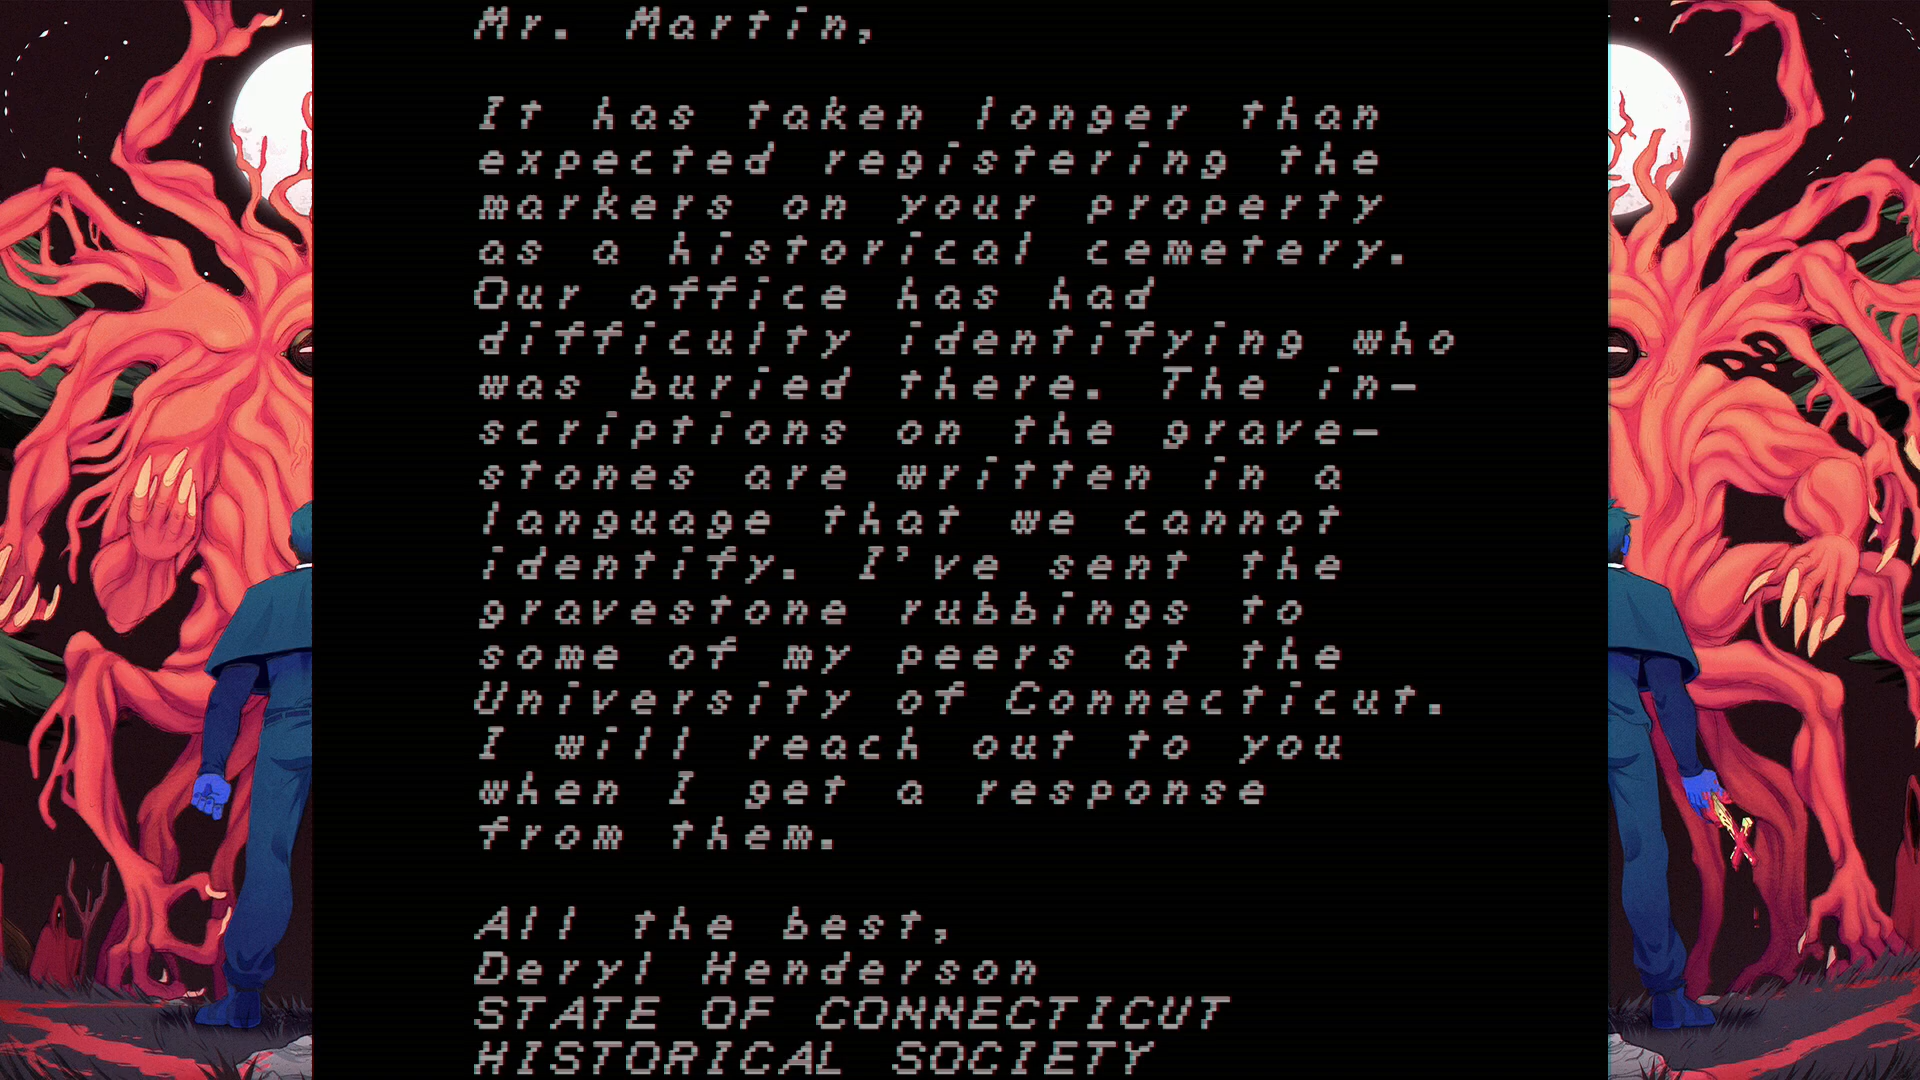 Mr. Martin,
It has taken longer than
expected registering the
markers on your property
as a historical cemetery.
Our office has had
difficulty identifying who
was buried there. The in-
scriptions on the grave-
stones are written in a
language that we cannot
identify. I've sent the
gravestone rubbings to
some of my peers at the
University of Connecticut.
I will reach out to you
when I get a response
from them.
All the best,
Deryl Henderson
STATE OF CONNECTICUT
HISTORICAL SOCIETY